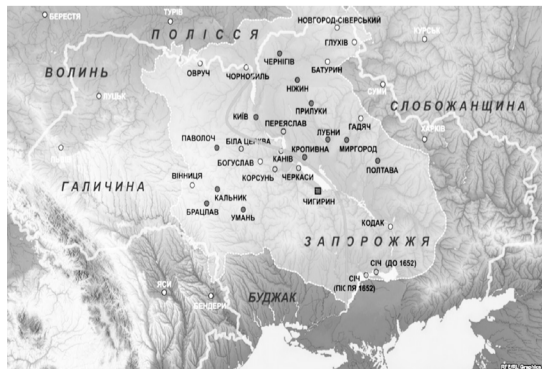 БЕРЕСТЯ
ТУРІВ
НОВГОРОД-СІВЕРСЬКИЙ
ПОЛІССЯ
ГЛУХІВ
КУРСЬК
ЧЕРНІГІВ
ВОЛИНЬ
ОВРУЧ
ЧОРНОБИЛЬ
БАТУРИН
НІЖИН
СУМИ
ЛУЦЬК
СЛОБОЖАНЩИНА
ПРИЛУКИ
КИЇВ
ГАДЯЧ
ПЕРЕЯСЛАВ
ХАРКІВ
ПАВОЛОЧ
БІЛА ЦЕРКВА
ЛУБНИ
КРОПИВНА
МИРГОРОД
БОГУСЛАВ
КАНІВ
ПОЛТАВА
ВІННИЦЯ
КОРСУНЬ
ЧЕРКАСИ
ГАЛИЧИНА
КАЛЬНИК
ЧИГИРИН
БРАЦЛАВ
УМАНЬ
КОДАК
ЗАПОРОЖЖЯ
СІЧ (ДО 1652)
ЯСИ
БЕНДЕРИ
БУДЖАК
СІЧ
(ПІСЛЯ 1652)